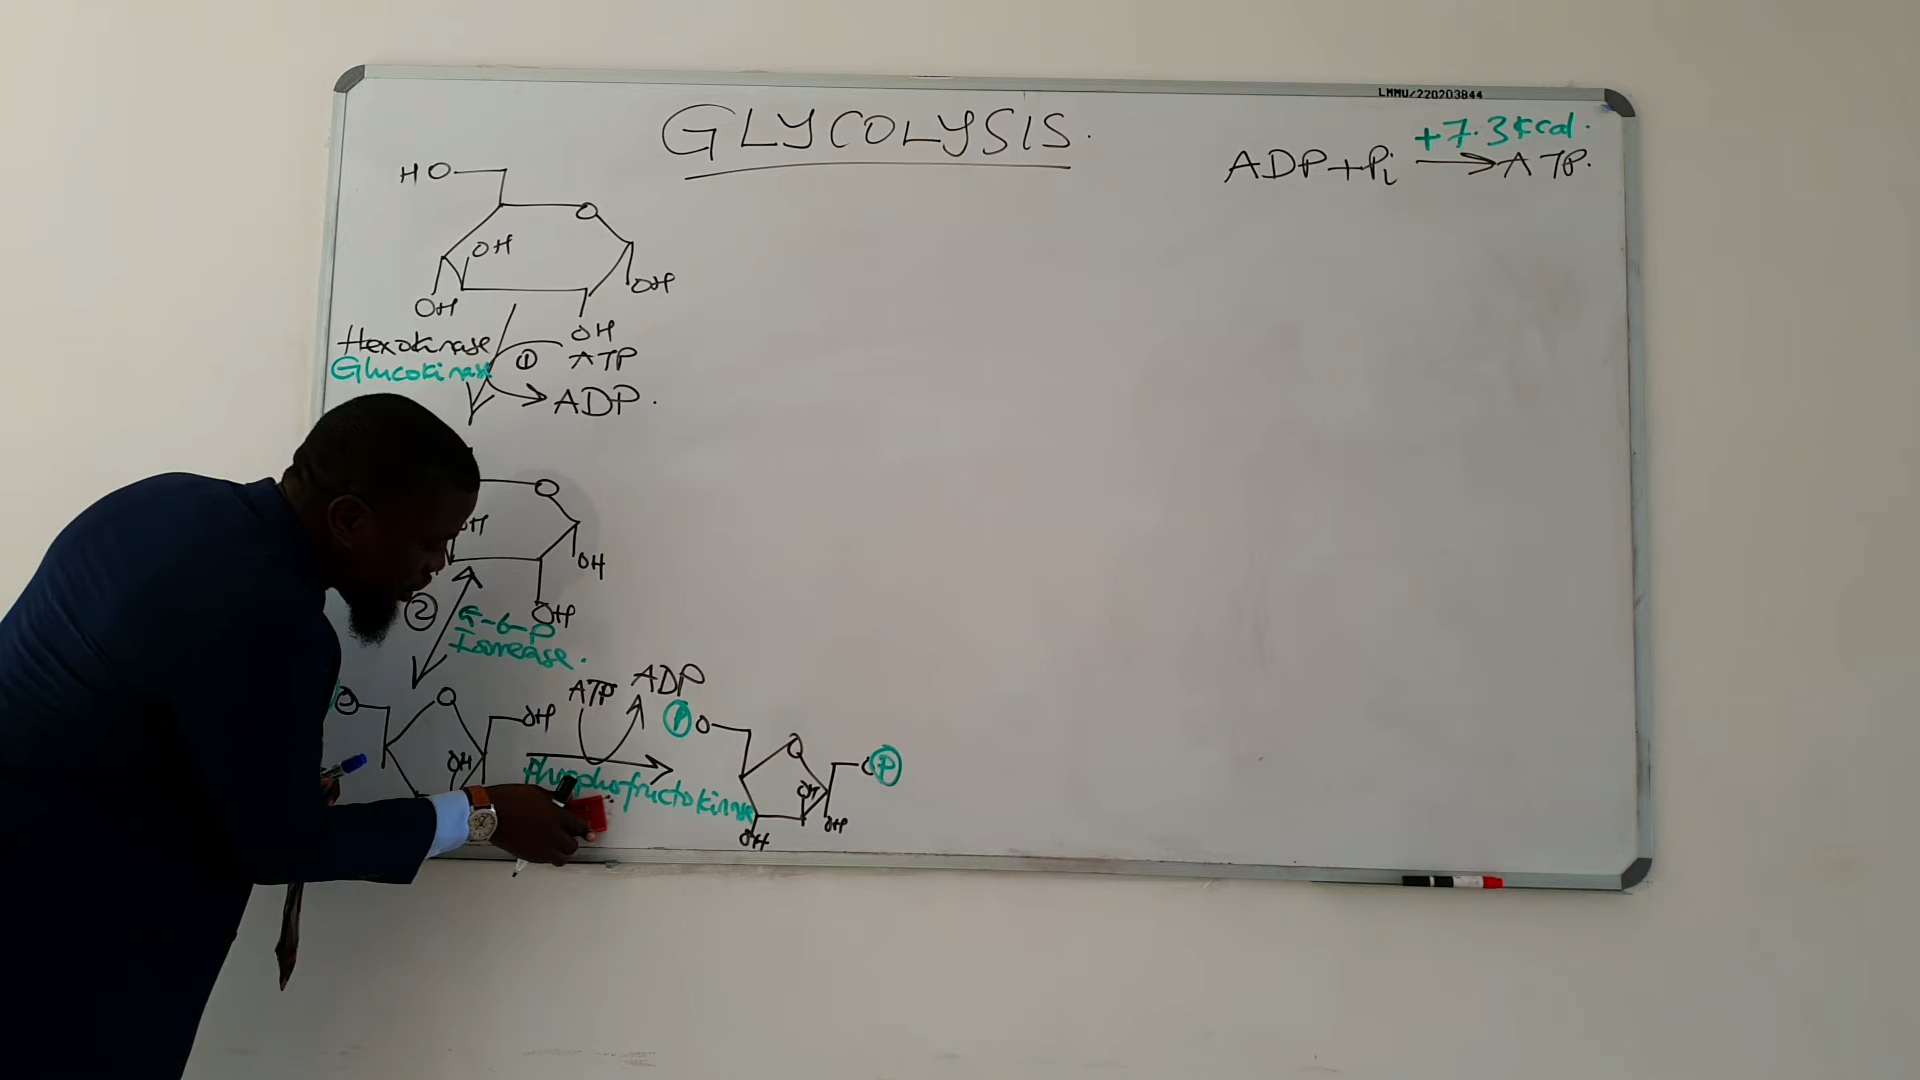 LMMU/220203844
GLYCOLYSIS.
+7.3kcal.
ADP+Pi → ATP.
HO
O
OH
OH
OH
OH
Hexokinase
Glucokinase
①
ATP
ADP.
O
OH
OH
②
G-6-P
Isomerase.
O
O
OH
OH
ATP
ADP
Phosphofructokinase
P
O
O
O
P
OH
OH
OH